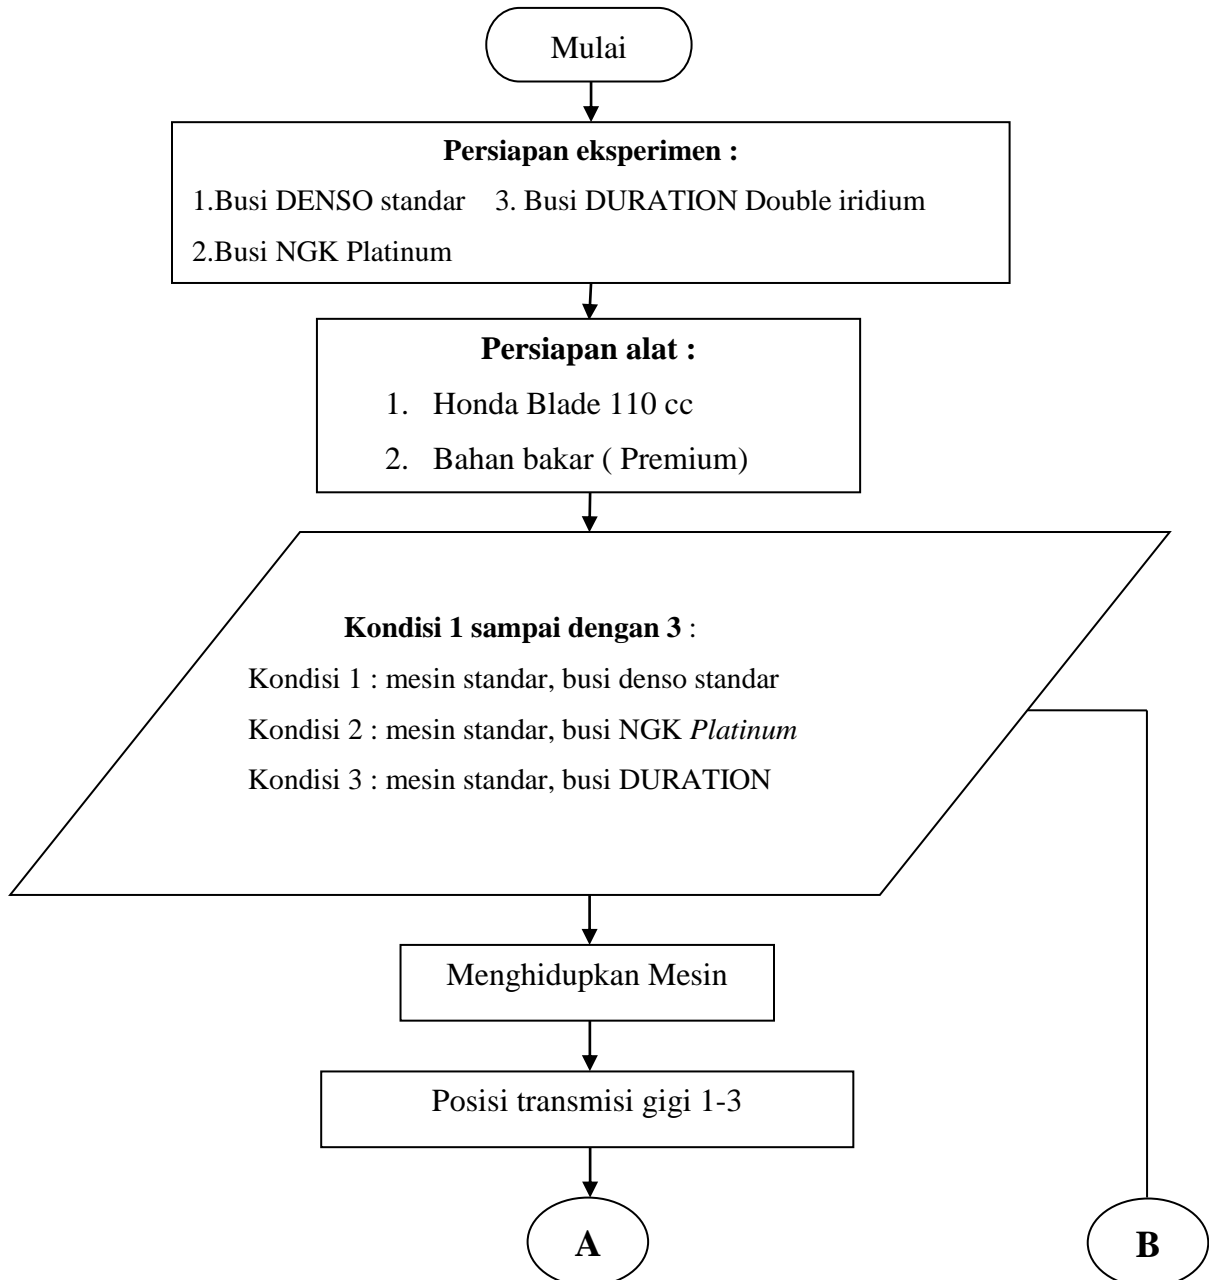 Mulai
Persiapan eksperimen :
1.Busi DENSO standar 3. Busi DURATION Double iridium
2.Busi NGK Platinum
Persiapan alat :
1. Honda Blade 110 cc
2. Bahan bakar ( Premium)
Kondisi 1 sampai dengan 3 :
Kondisi 1 : mesin standar, busi denso standar
Kondisi 2 : mesin standar, busi NGK Platinum
Kondisi 3 : mesin standar, busi DURATION
Menghidupkan Mesin
Posisi transmisi gigi 1-3
A
B